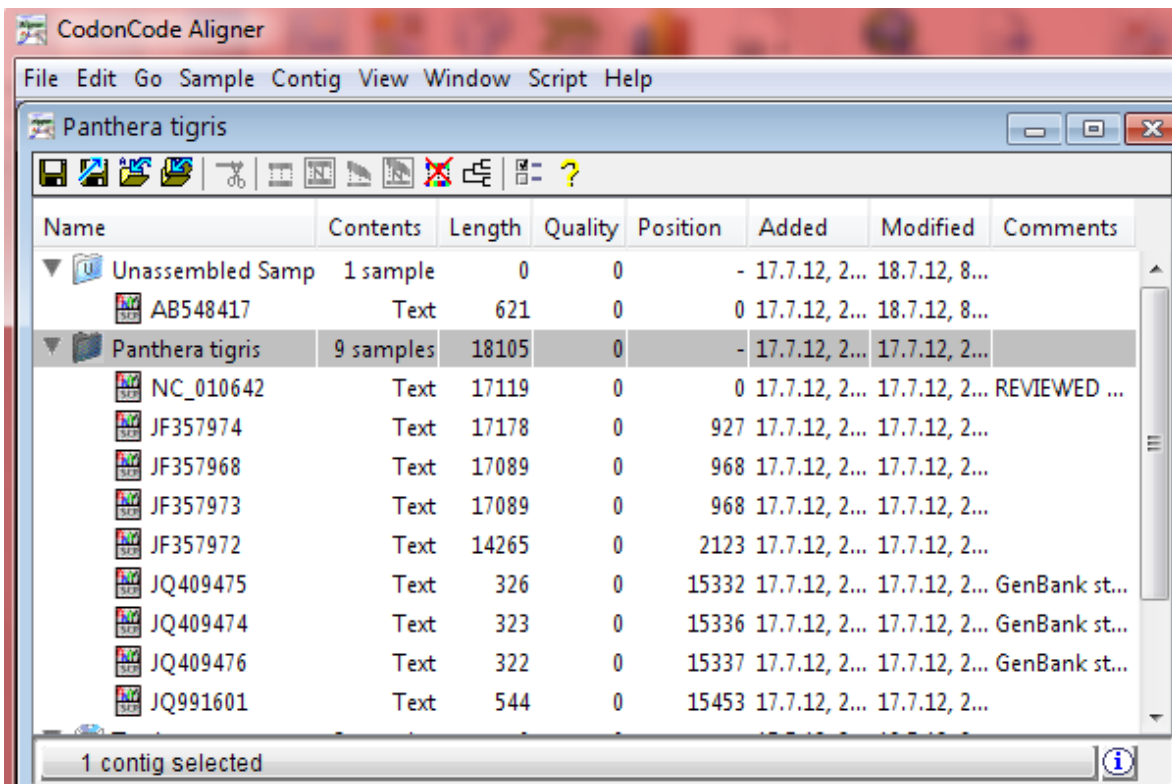 CodonCode Aligner
File Edit Go Sample Contig View Window Script Help
Panthera tigris
Name Contents Length Quality Position Added Modified Comments
Unassembled Samp 1 sample 0 0 - 17.7.12, 2... 18.7.12, 8...
AB548417 Text 621 0 0 17.7.12, 2... 18.7.12, 8...
Panthera tigris 9 samples 18105 0 - 17.7.12, 2... 17.7.12, 2...
NC_010642 Text 17119 0 0 17.7.12, 2... 17.7.12, 2... REVIEWED ...
JF357974 Text 17178 0 927 17.7.12, 2... 17.7.12, 2...
JF357968 Text 17089 0 968 17.7.12, 2... 17.7.12, 2...
JF357973 Text 17089 0 968 17.7.12, 2... 17.7.12, 2...
JF357972 Text 14265 0 2123 17.7.12, 2... 17.7.12, 2...
JQ409475 Text 326 0 15332 17.7.12, 2... 17.7.12, 2... GenBank st...
JQ409474 Text 323 0 15336 17.7.12, 2... 17.7.12, 2... GenBank st...
JQ409476 Text 322 0 15337 17.7.12, 2... 17.7.12, 2... GenBank st...
JQ991601 Text 544 0 15453 17.7.12, 2... 17.7.12, 2...
1 contig selected